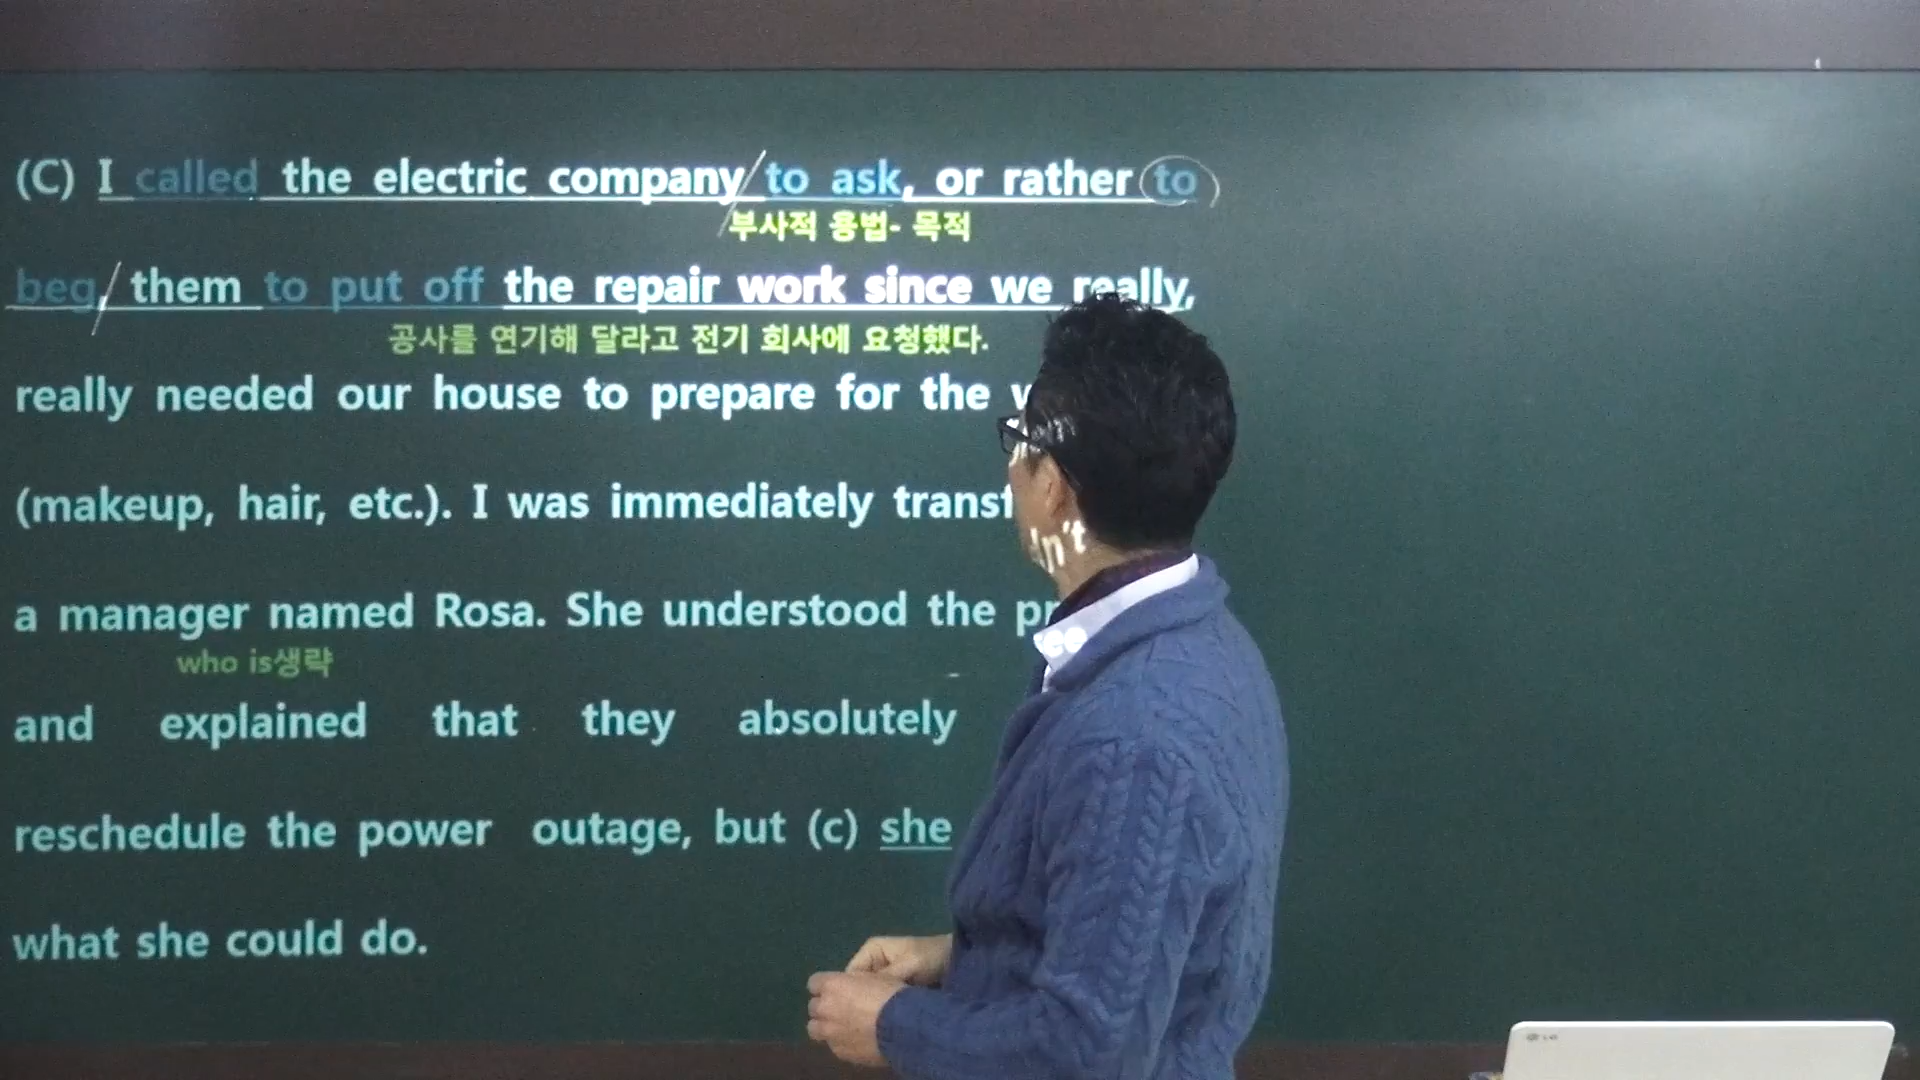 (C) I called the electric company to ask, or rather to
부사적 용법- 목적
beg, them to put off the repair work since we really,
공사를 연기해 달라고 전기 회사에 요청했다.
really needed our house to prepare for the
(makeup, hair, etc.). I was immediately
a manager named Rosa. She understood the
who is생략
and explained that they absolutely
reschedule the power outage, but (c) she
what she could do.
LG